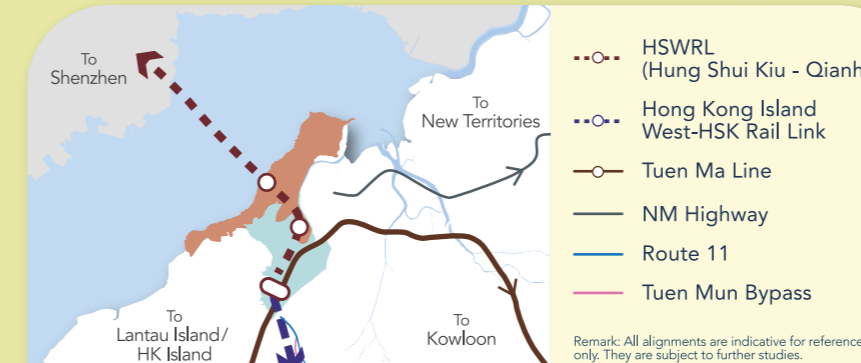 To
Shenzhen
To
New Territories
To
Lantau Island/
HK Island
To
Kowloon
HSWRL
(Hung Shui Kiu - Qianh
Hong Kong Island
West-HSK Rail Link
Tuen Ma Line
NM Highway
Route 11
Tuen Mun Bypass
Remark: All alignments are indicative for reference
only. They are subject to further studies.